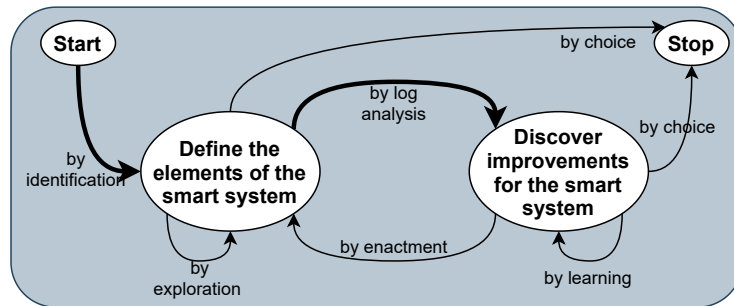 Start
Stop
by choice
by log
analysis
by choice
Define the
elements of the
smart system
Discover
improvements
for the smart
system
by
identification
by enactment
by
exploration
by learning